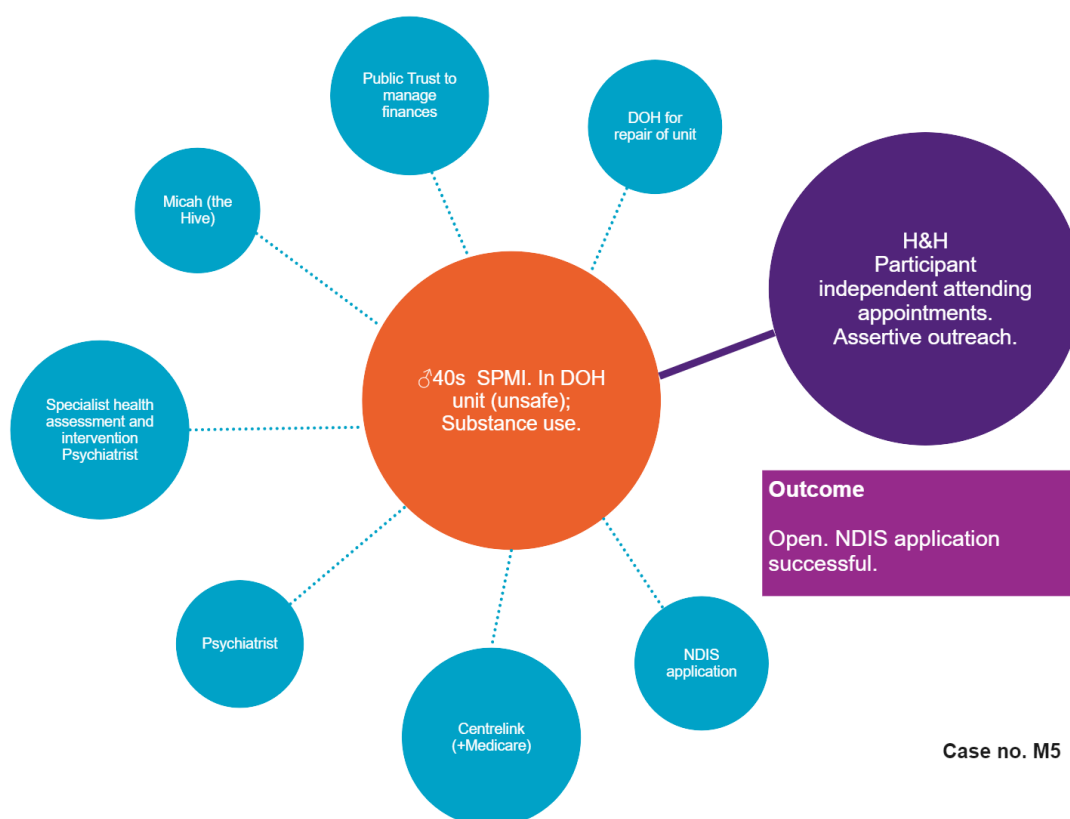 Public Trust to
manage
finances
DOH for
repair of unit
Micah (the
Hive)
H&H
Participant
independent attending
appointments.
Assertive outreach.
♂40s  SPMI. In DOH
unit (unsafe);
Substance use.
Specialist health
assessment and
intervention
Psychiatrist
Outcome
Open. NDIS application
successful.
Psychiatrist
NDIS
application
Centrelink
(+Medicare)
Case no. M5